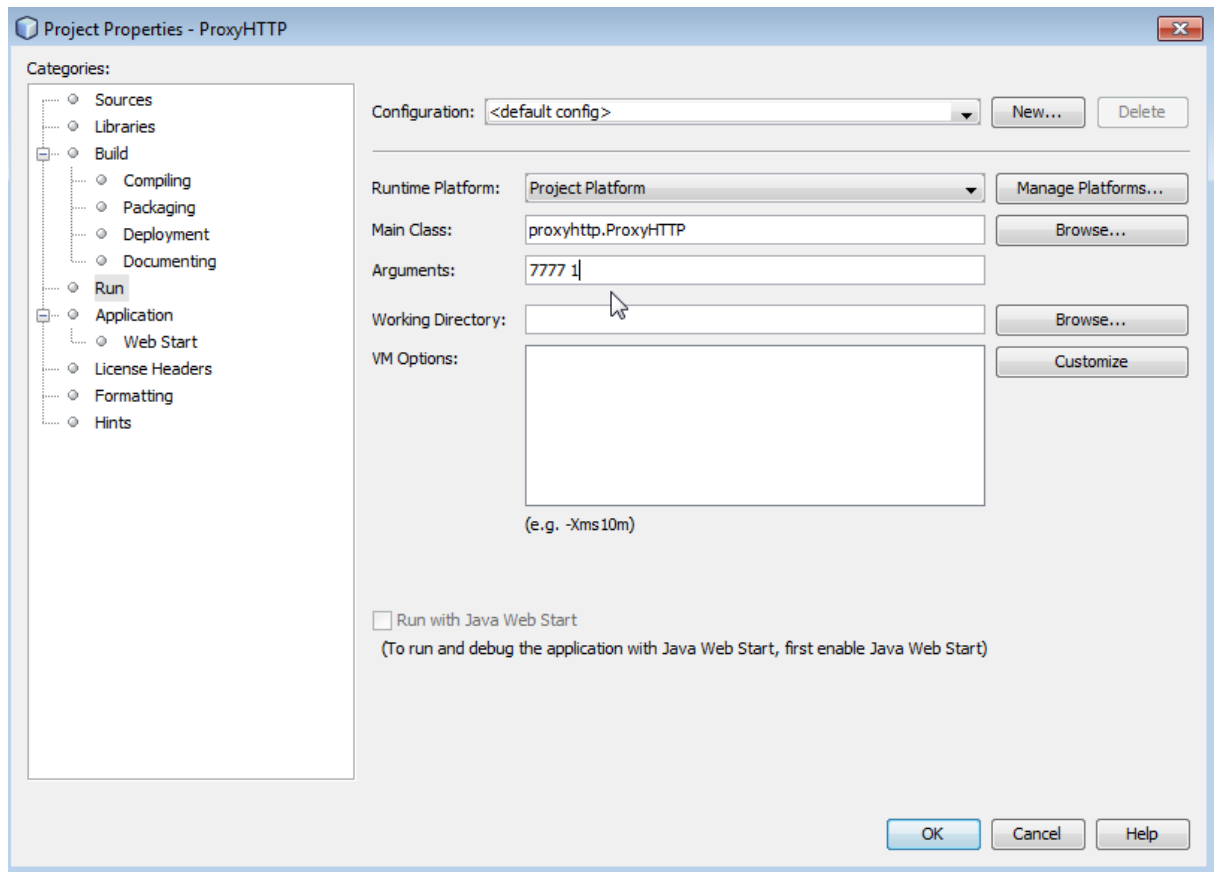 Project Properties - ProxyHTTP
Categories:
Sources
Libraries
Build
Compiling
Packaging
Deployment
Documenting
Run
Application
Web Start
License Headers
Formatting
Hints
Configuration: <default config> New... Delete
Runtime Platform: Project Platform Manage Platforms...
Main Class: proxyhttp.ProxyHTTP Browse...
Arguments: 7777 1
Working Directory: Browse...
VM Options: Customize
(e.g. -Xms10m)
Run with Java Web Start
(To run and debug the application with Java Web Start, first enable Java Web Start)
OK Cancel Help